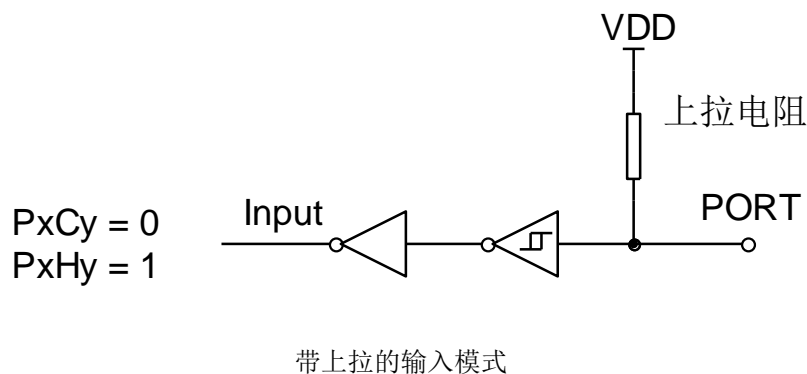 VDD
上拉电阻
PORT
Input
PxCy = 0
PxHy = 1
带上拉的输入模式